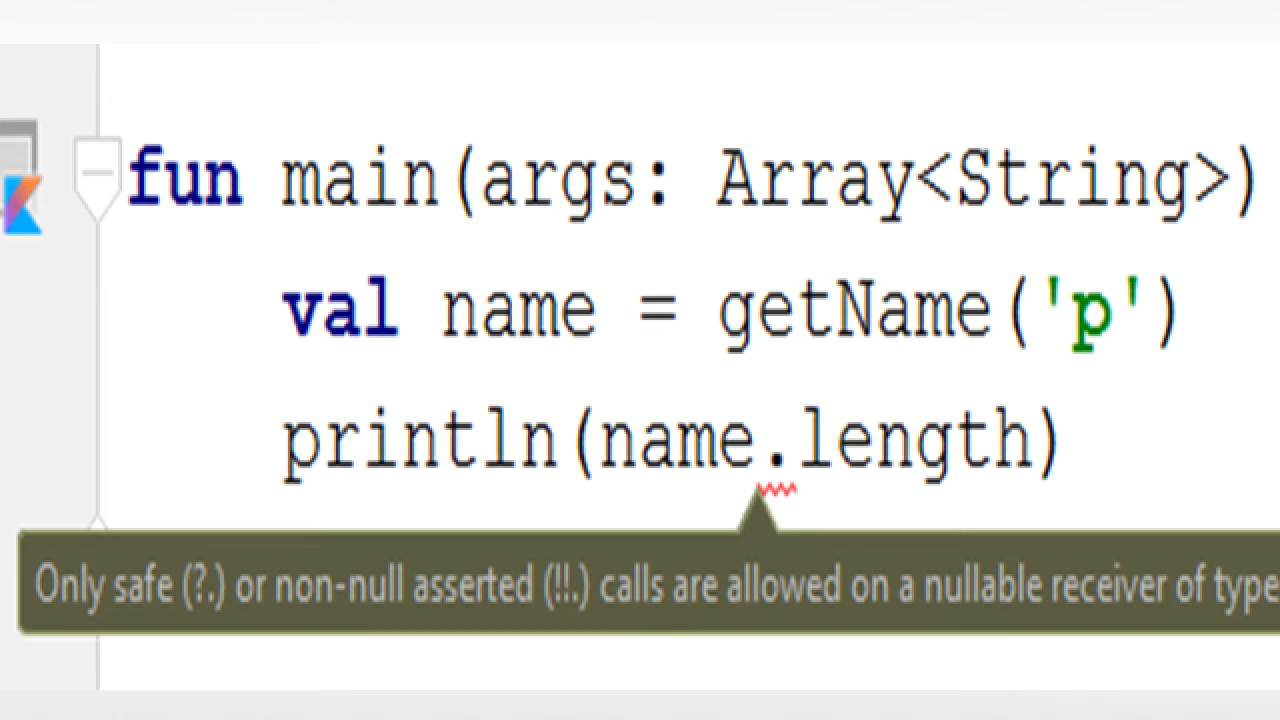 fun main(args: Array<String>)
val name = getName('p')
println(name.length)
Only safe (?.) or non-null asserted (!!.) calls are allowed on a nullable receiver of type